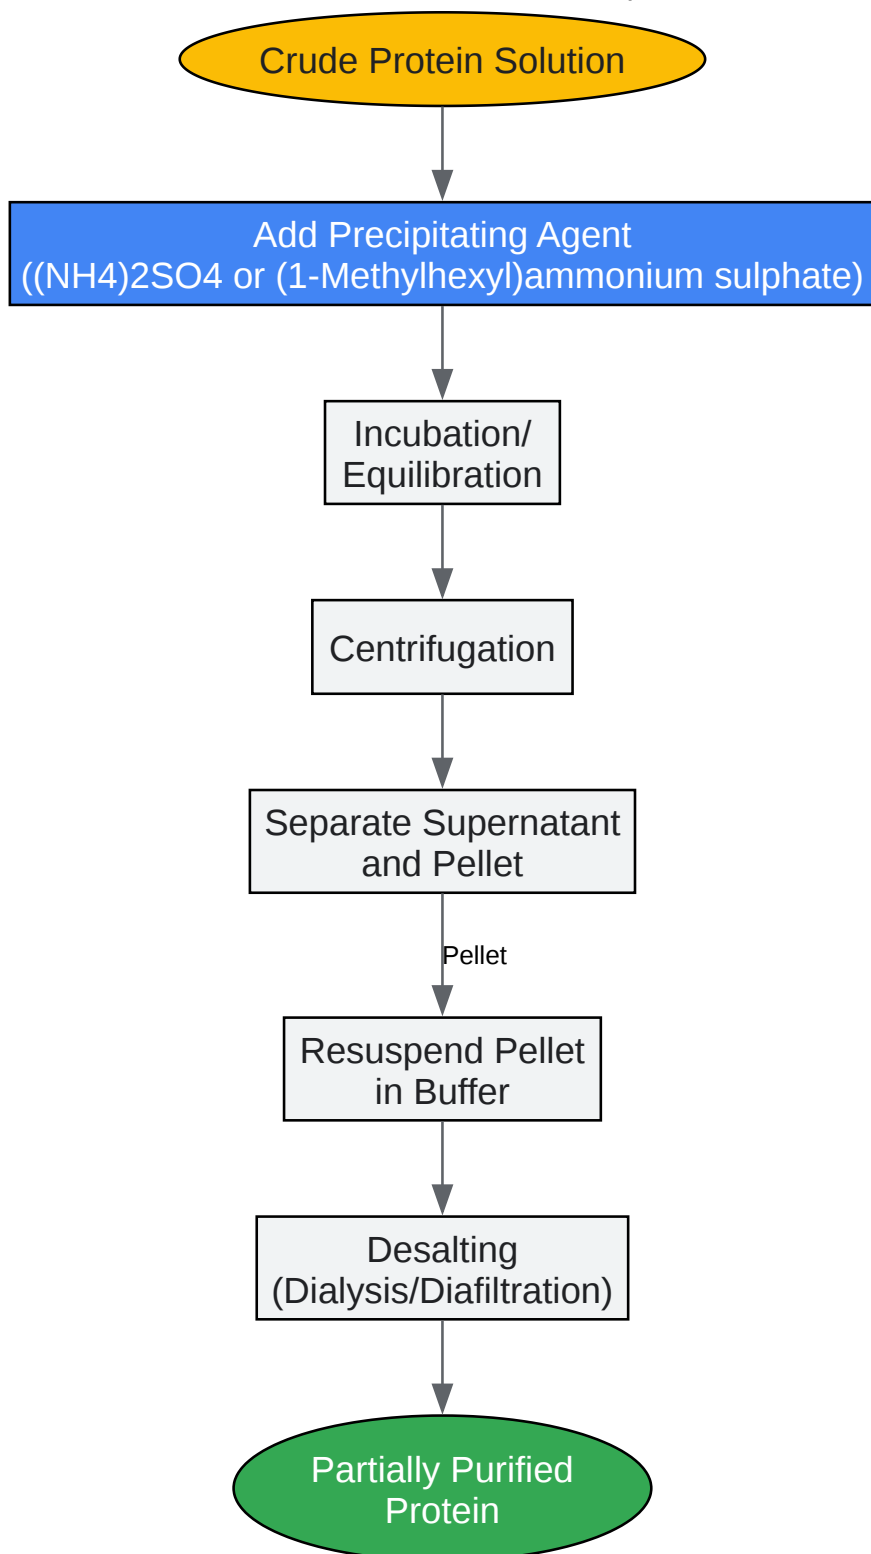 Crude Protein Solution
Add Precipitating Agent
((NH4)2SO4 or (1-Methylhexyl)ammonium sulphate)
Incubation/
Equilibration
Centrifugation
Separate Supernatant
and Pellet
Pellet
Resuspend Pellet
in Buffer
Desalting
(Dialysis/Diafiltration)
Partially Purified
Protein